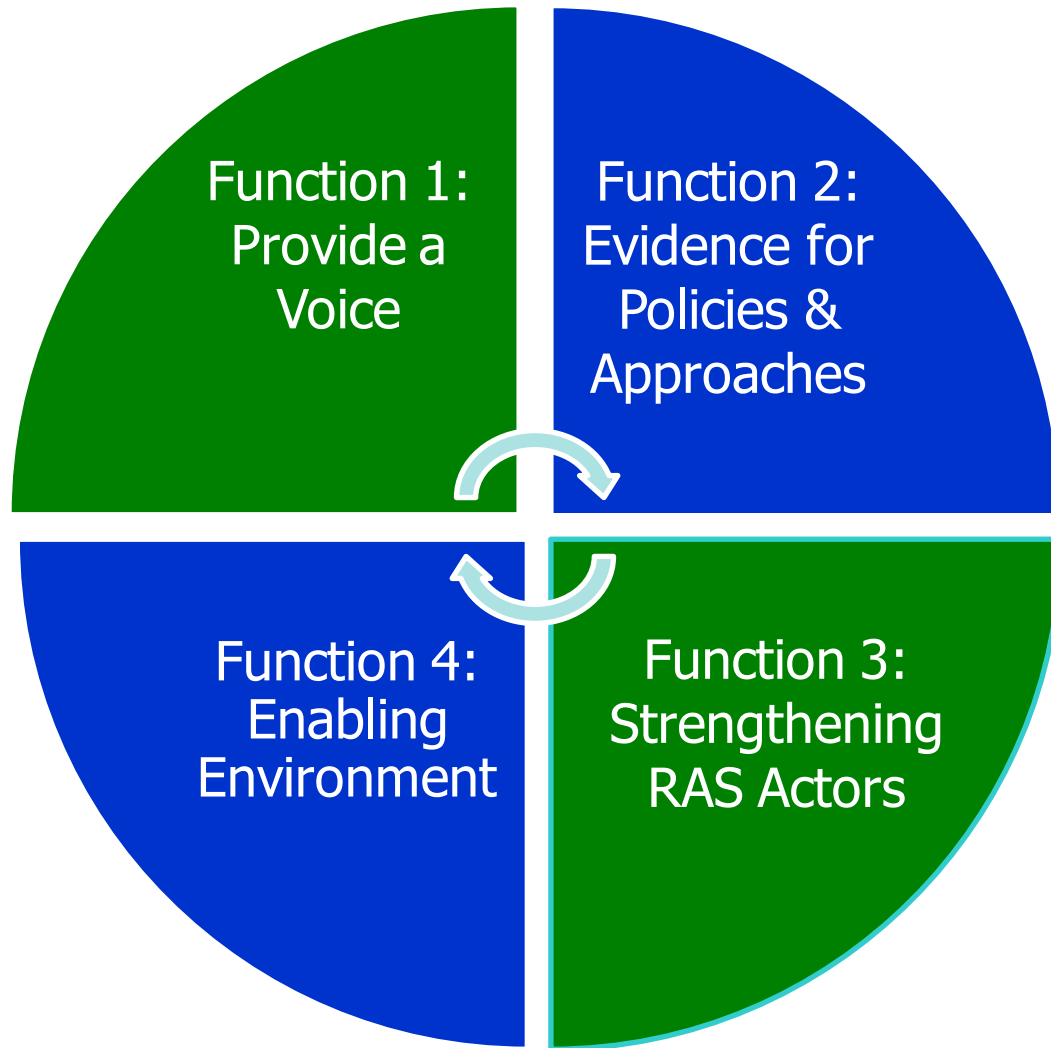 Function 1:
Provide a
Voice
Function 2:
Evidence for
Policies &
Approaches
Function 3:
Strengthening
RAS Actors
Function 4:
Enabling
Environment